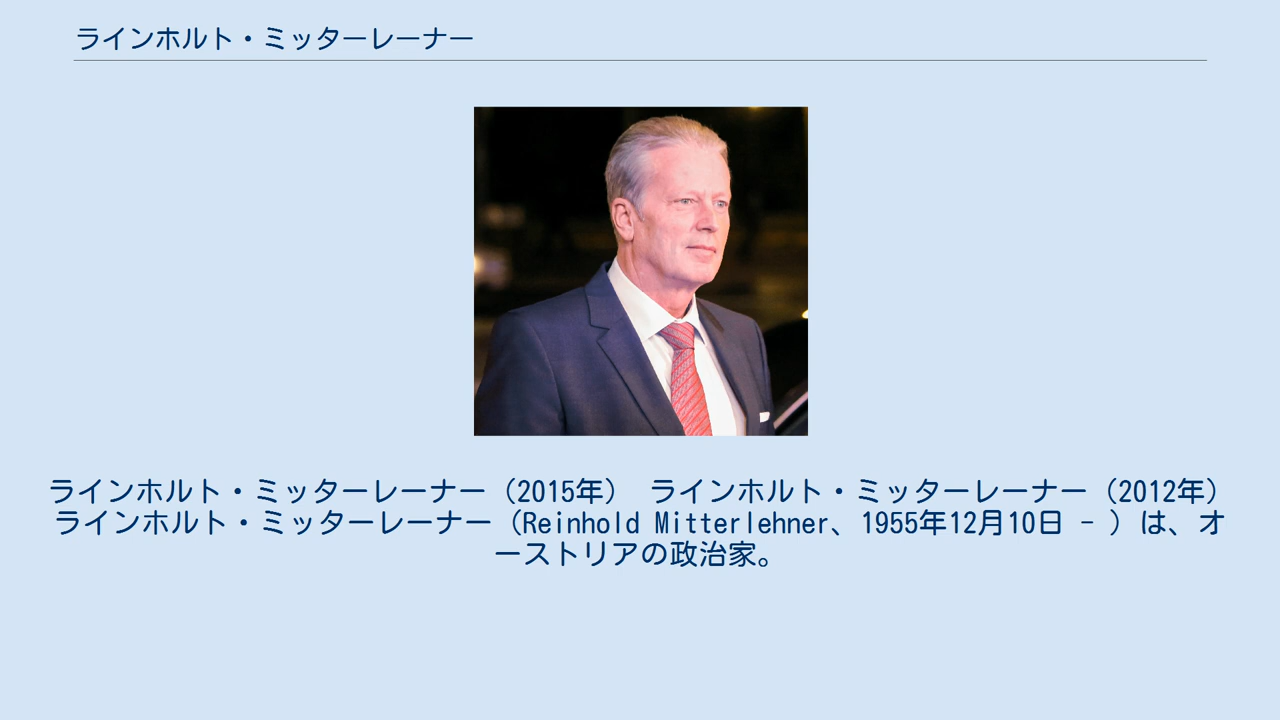 ラインホルト・ミッターレーナー
ラインホルト・ミッターレーナー（2015年） ラインホルト・ミッターレーナー（2012年）
ラインホルト・ミッターレーナー（Reinhold Mitterlehner、1955年12月10日 - ）は、オ
ーストリアの政治家。